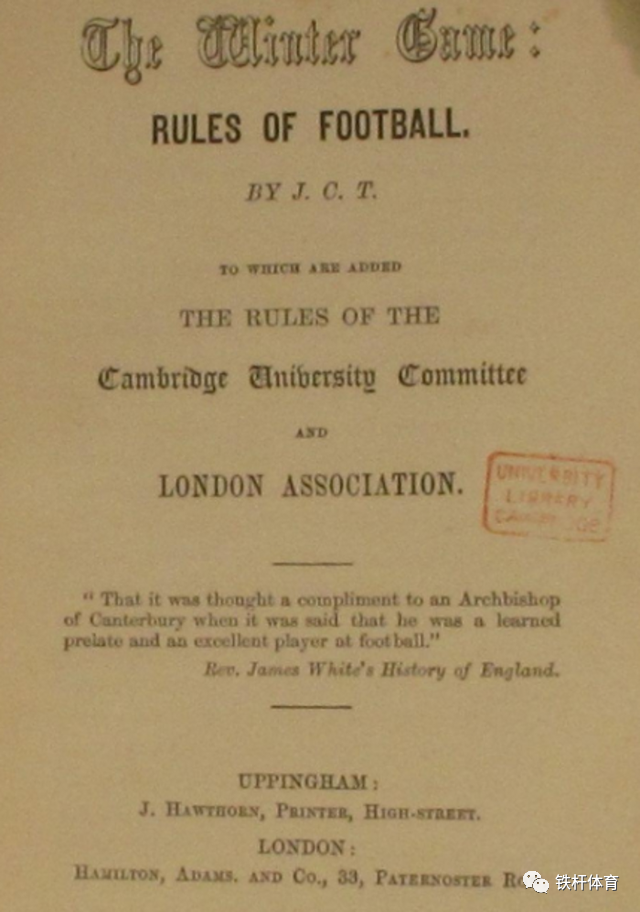 The Winter Game:
RULES OF FOOTBALL.
BY J. C. T.
TO WHICH ARE ADDED
THE RULES OF THE
Cambridge University Committee
AND
LONDON ASSOCIATION.
UNIVERSITY
LIBRARY
" That it was thought a compliment to an Archbishop
of Canterbury when it was said that he was a learned
prelate and an excellent player at football."
Rev. James White's History of England.
UPPINGHAM:
J. HAWTHORN, PRINTER, HIGH-STREET.
LONDON:
HAMILTON, ADAMS. AND CO., 33, PATERNOSTER
铁杆体育